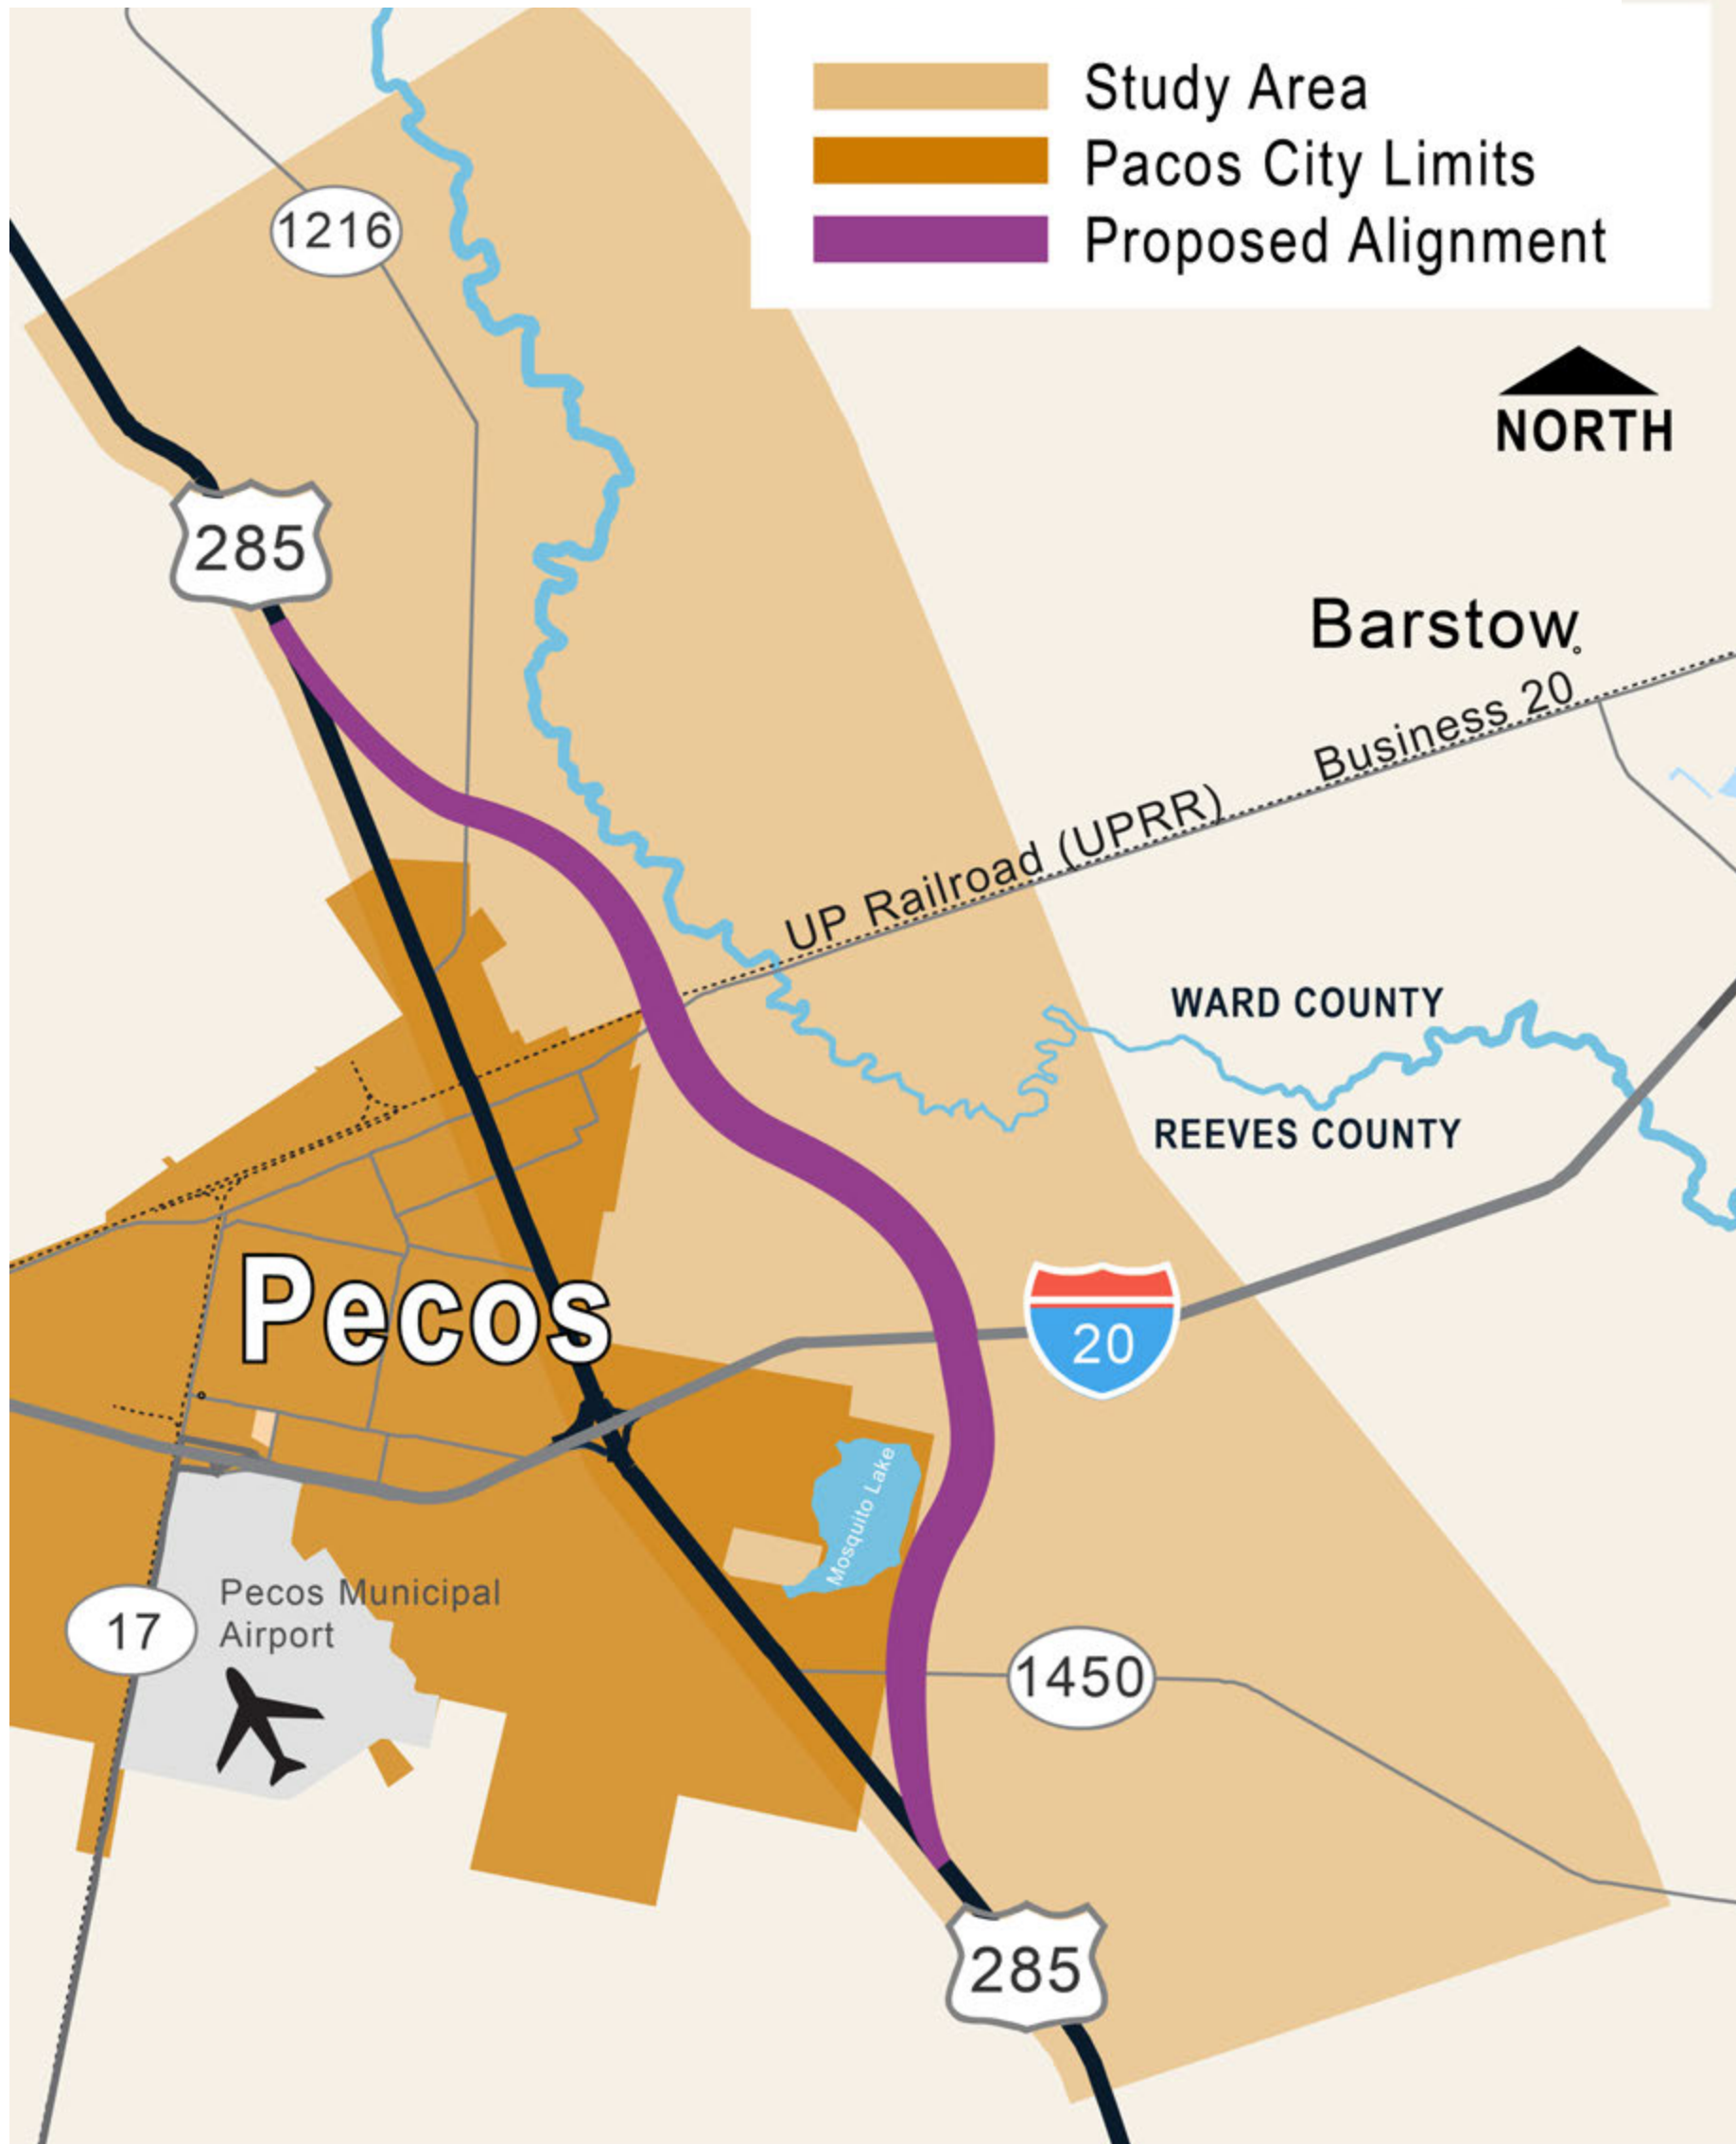 Study Area
Pacos City Limits
Proposed Alignment
1216
NORTH
285
Barstow
Business 20
UP Railroad (UPRR)
WARD COUNTY
REEVES COUNTY
Pecos
20
Mosquito Lake
Pecos Municipal
Airport
17
1450
285